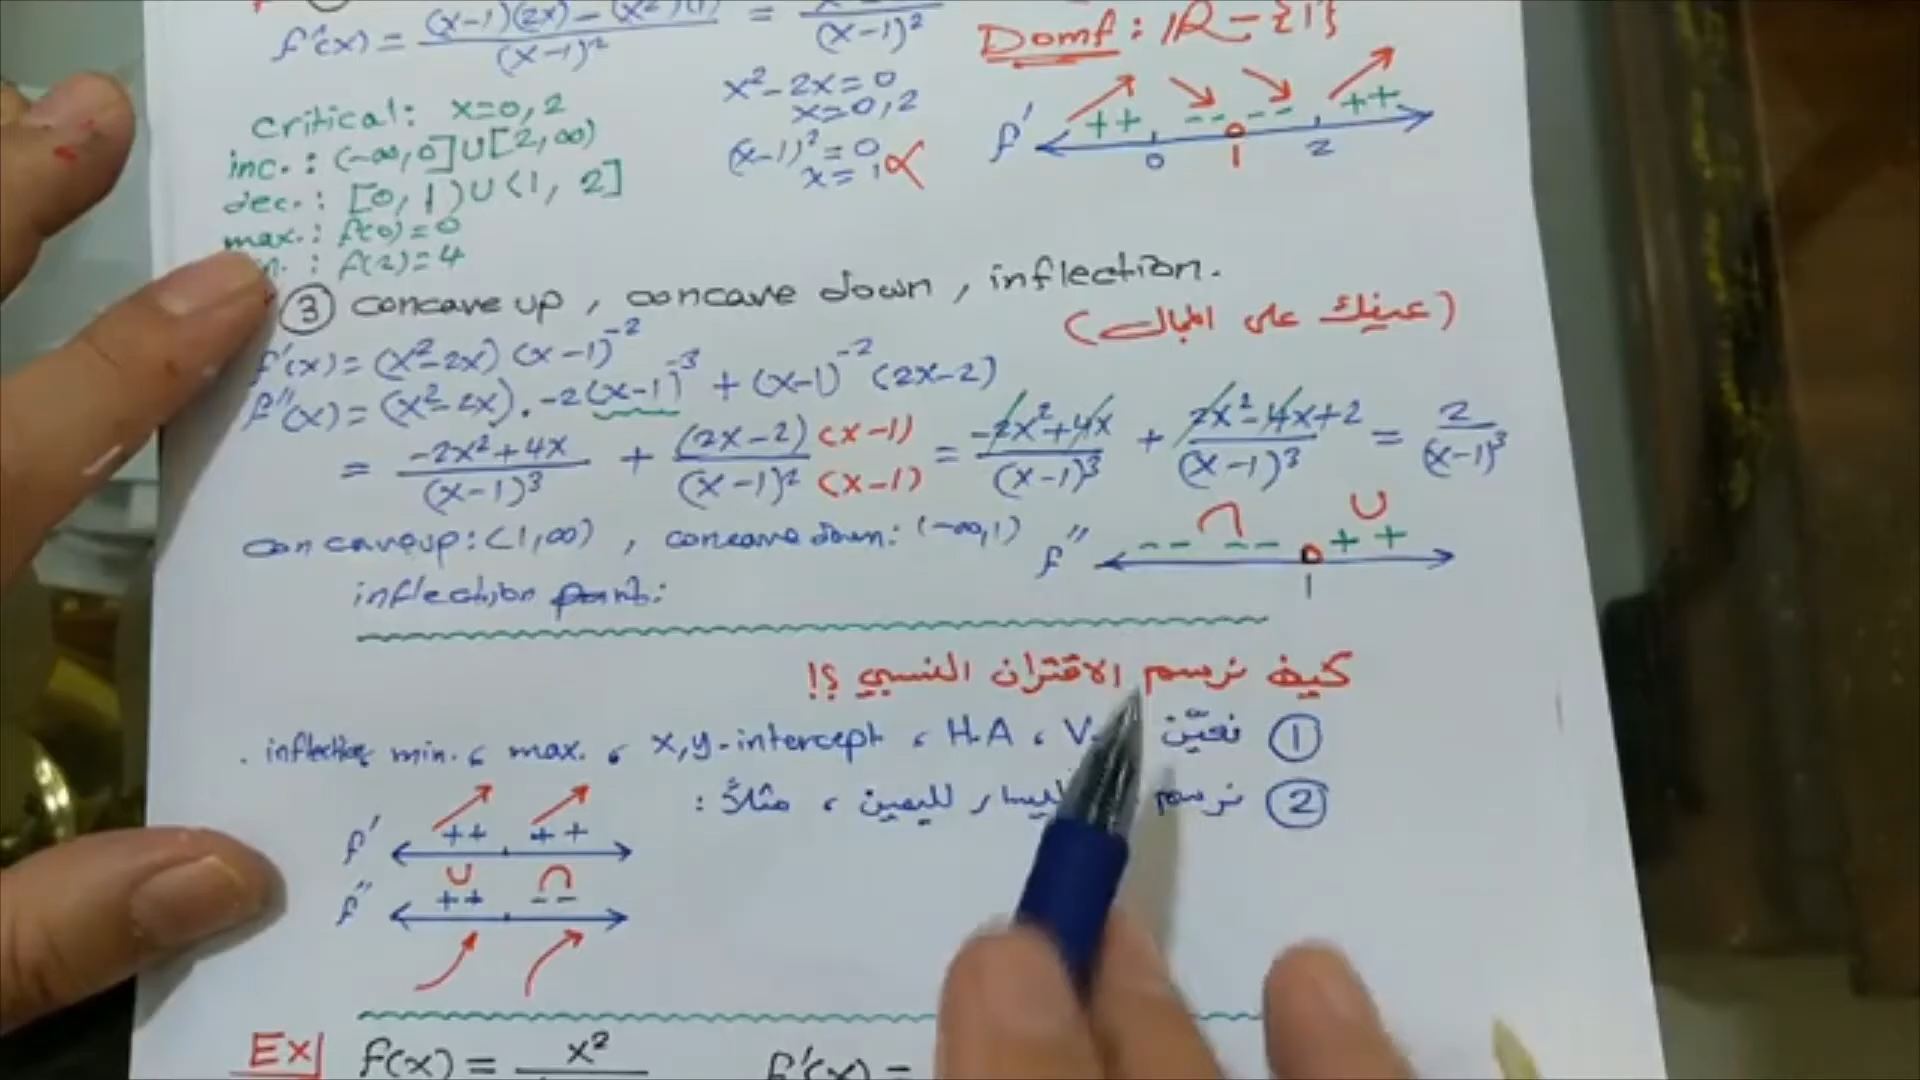 f'(x) = (x-1)(2x) - (x²)(1) / (x-1)² = / (x-1)²
Domf : ℝ - {1}
x² - 2x = 0
x = 0, 2
(x-1)² = 0
x = 1 ∝
f' ++ -- -- ++
0 1 2
critical: x=0, 2
inc. : (-∞, 0] ∪ [2, ∞)
dec. : [0, 1) ∪ (1, 2]
max. : f(0) = 0
n. : f(2) = 4
③ concave up , concave down , inflection.
(عينك على المجال)
f'(x) = (x²-2x) (x-1)⁻²
f''(x) = (x²-2x) . -2(x-1)⁻³ + (x-1)⁻² (2x-2)
= -2x²+4x / (x-1)³ + (2x-2)(x-1) / (x-1)² (x-1) = -2x²+4x / (x-1)³ + 2x²-4x+2 / (x-1)³ = 2 / (x-1)³
concave up : (1, ∞) , concave down : (-∞, 1)
f'' -- ∩ -- ∪ ++
1
inflection point :
كيف نرسم الاقتران النسبي ؟!
① نعيّن V ، H.A ، x,y-intercept ، max. ، min. ، inflection .
② نرسم لليسار لليمين ، مثلاً :
f' ++ ++
f'' ∪ ++ ∩ --
Ex| f(x) = x² f'(x) =